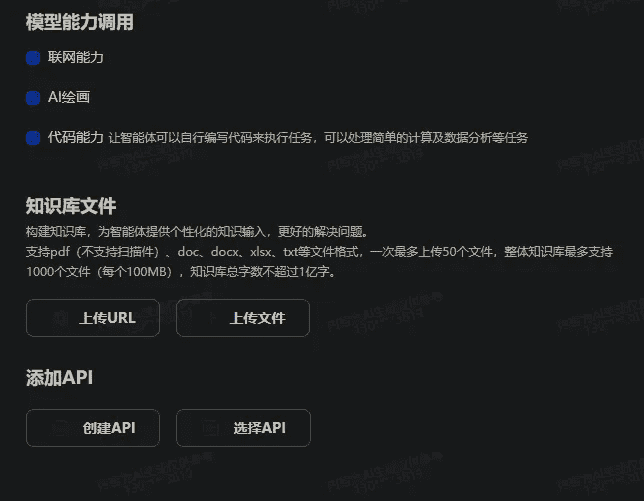 模型能力调用
联网能力
AI绘画
代码能力 让智能体可以自行编写代码来执行任务，可以处理简单的计算及数据分析等任务
知识库文件
构建知识库，为智能体提供个性化的知识输入，更好的解决问题。
支持pdf（不支持扫描件）、doc、docx、xlsx、txt等文件格式，一次最多上传50个文件，整体知识库最多支持
1000个文件（每个100MB），知识库总字数不超过1亿字。
上传URL 上传文件
添加API
创建API 选择API